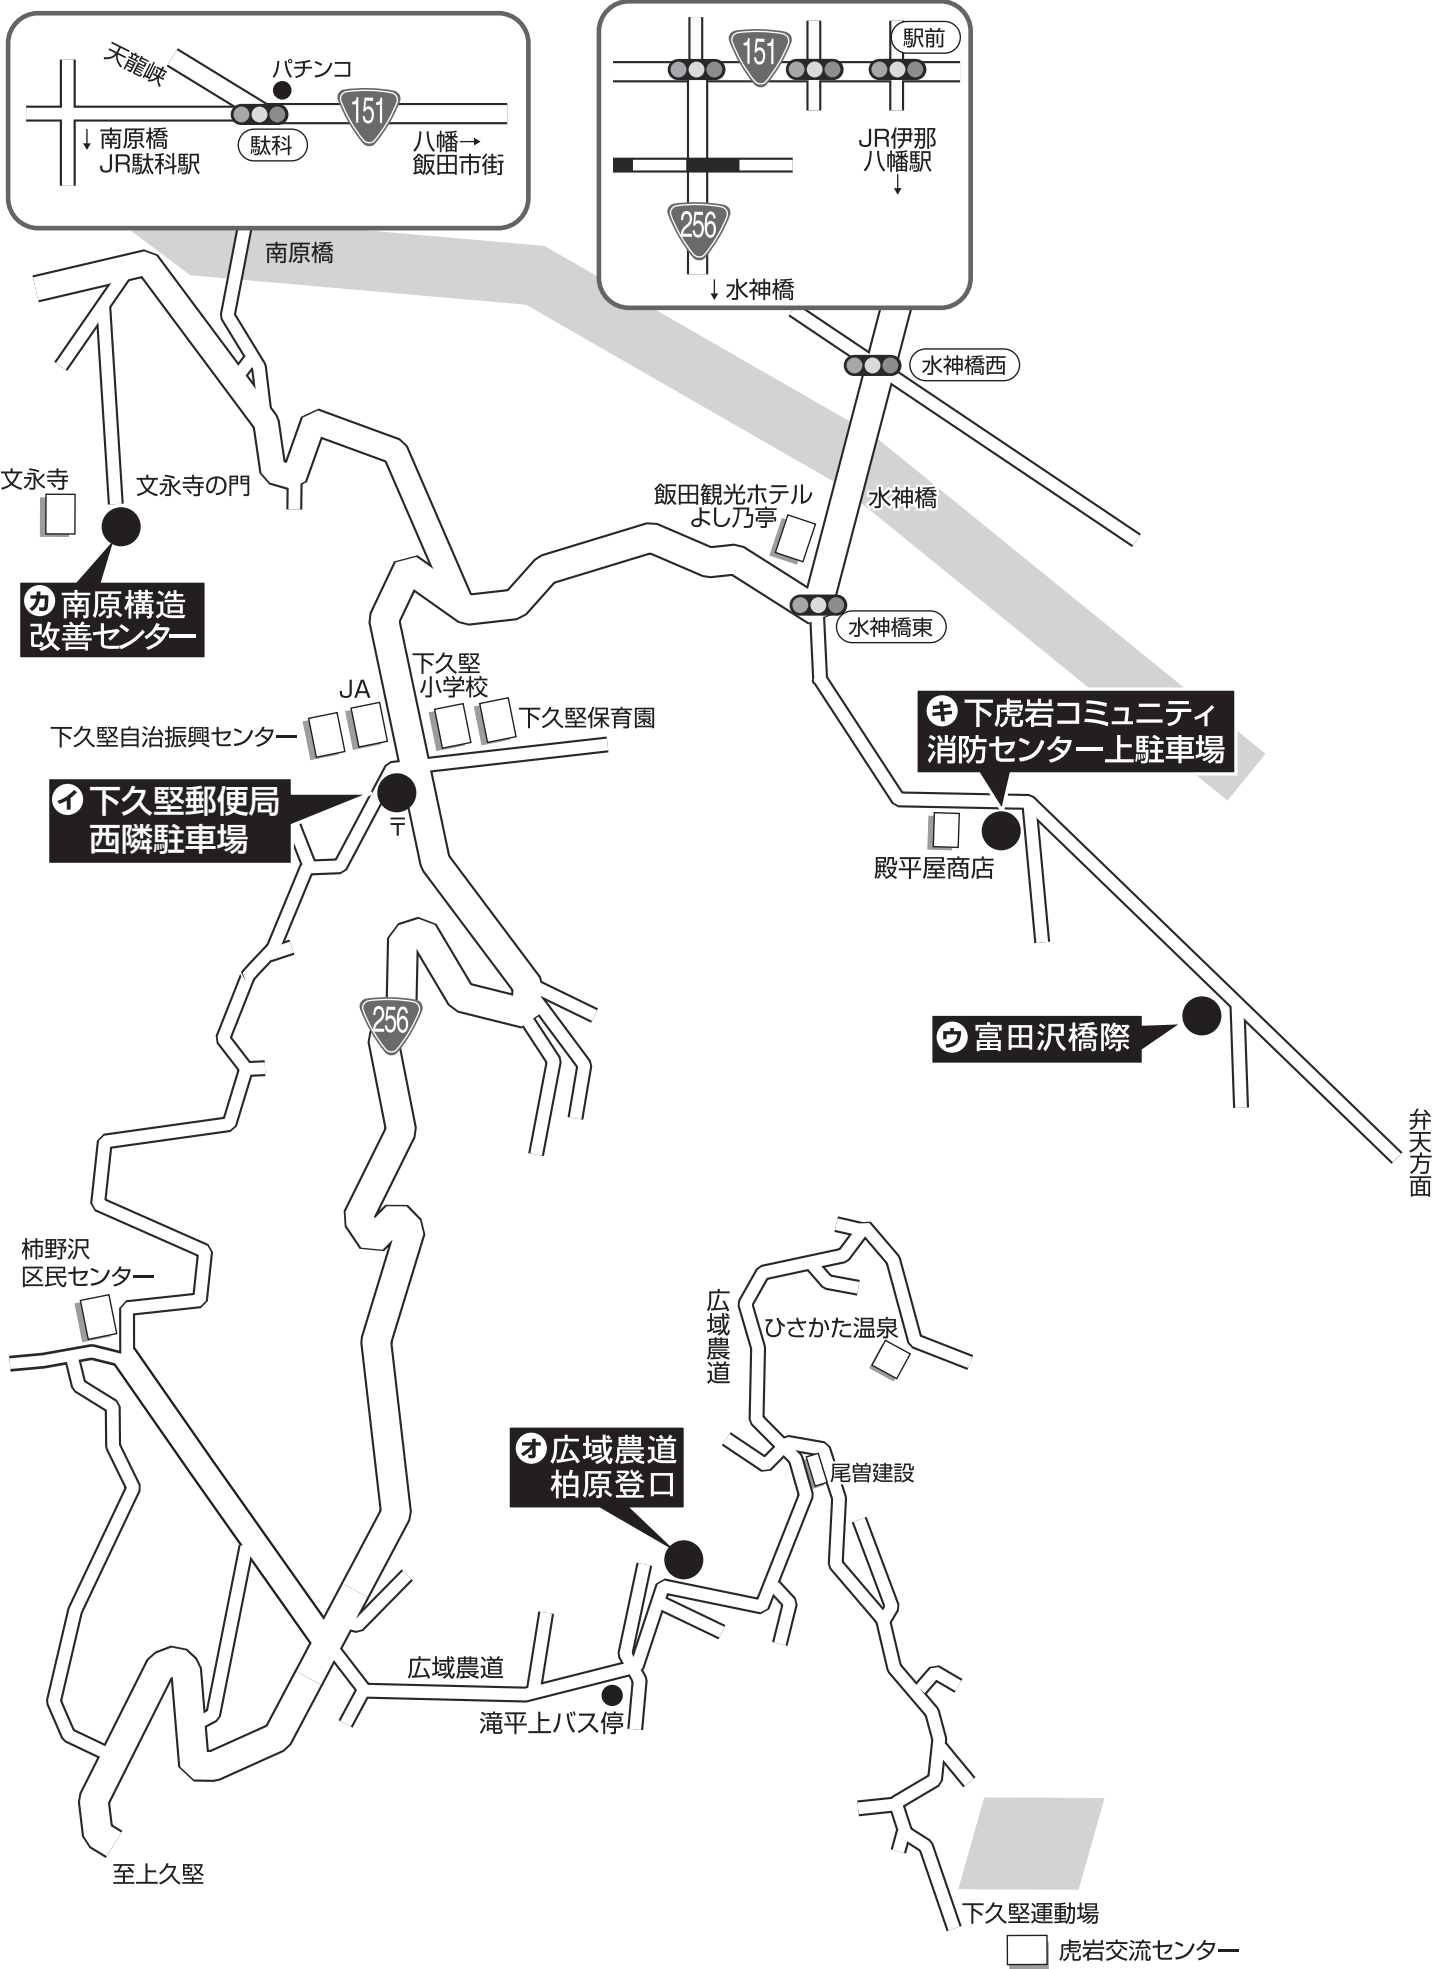 天龍峡
パチンコ
151
駄科
↓南原橋
JR駄科駅
八幡→
飯田市街
151
駅前
JR伊那
八幡駅
↓
256
↓水神橋
南原橋
水神橋西
文永寺
文永寺の門
飯田観光ホテル
よし乃亭
水神橋
水神橋東
カ南原構造
改善センター
JA
下久堅
小学校
下久堅保育園
下久堅自治振興センター
キ下虎岩コミュニティ
消防センター上駐車場
イ下久堅郵便局
西隣駐車場
〒
殿平屋商店
256
ウ富田沢橋際
弁天方面
柿野沢
区民センター
広域農道
ひさかた温泉
オ広域農道
柏原登口
尾曽建設
広域農道
滝平上バス停
至上久堅
下久堅運動場
虎岩交流センター